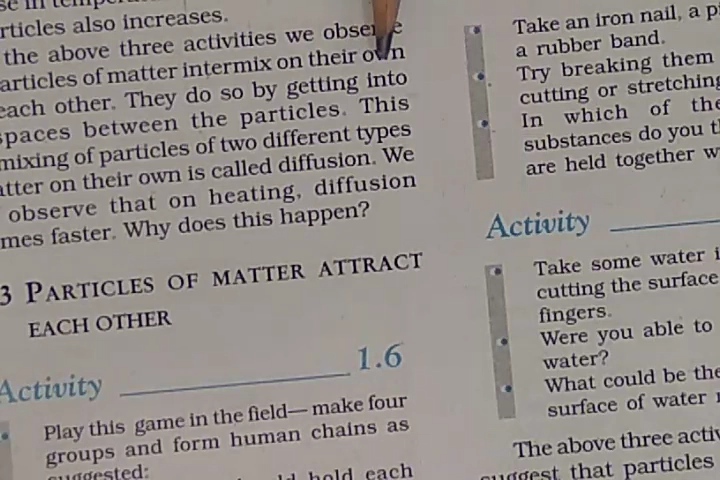 rticles also increases.
the above three activities we observe
articles of matter intermix on their own
each other. They do so by getting into
spaces between the particles. This
mixing of particles of two different types
atter on their own is called diffusion. We
observe that on heating, diffusion
mes faster. Why does this happen?
3 PARTICLES OF MATTER ATTRACT
EACH OTHER
Activity 1.6
Play this game in the field— make four
groups and form human chains as
suggested:
hold each
Take an iron nail, a p
a rubber band.
Try breaking them
cutting or stretching
In which of the
substances do you t
are held together w
Activity
Take some water i
cutting the surface
fingers.
Were you able to
water?
What could be the
surface of water
The above three activ
suggest that particles